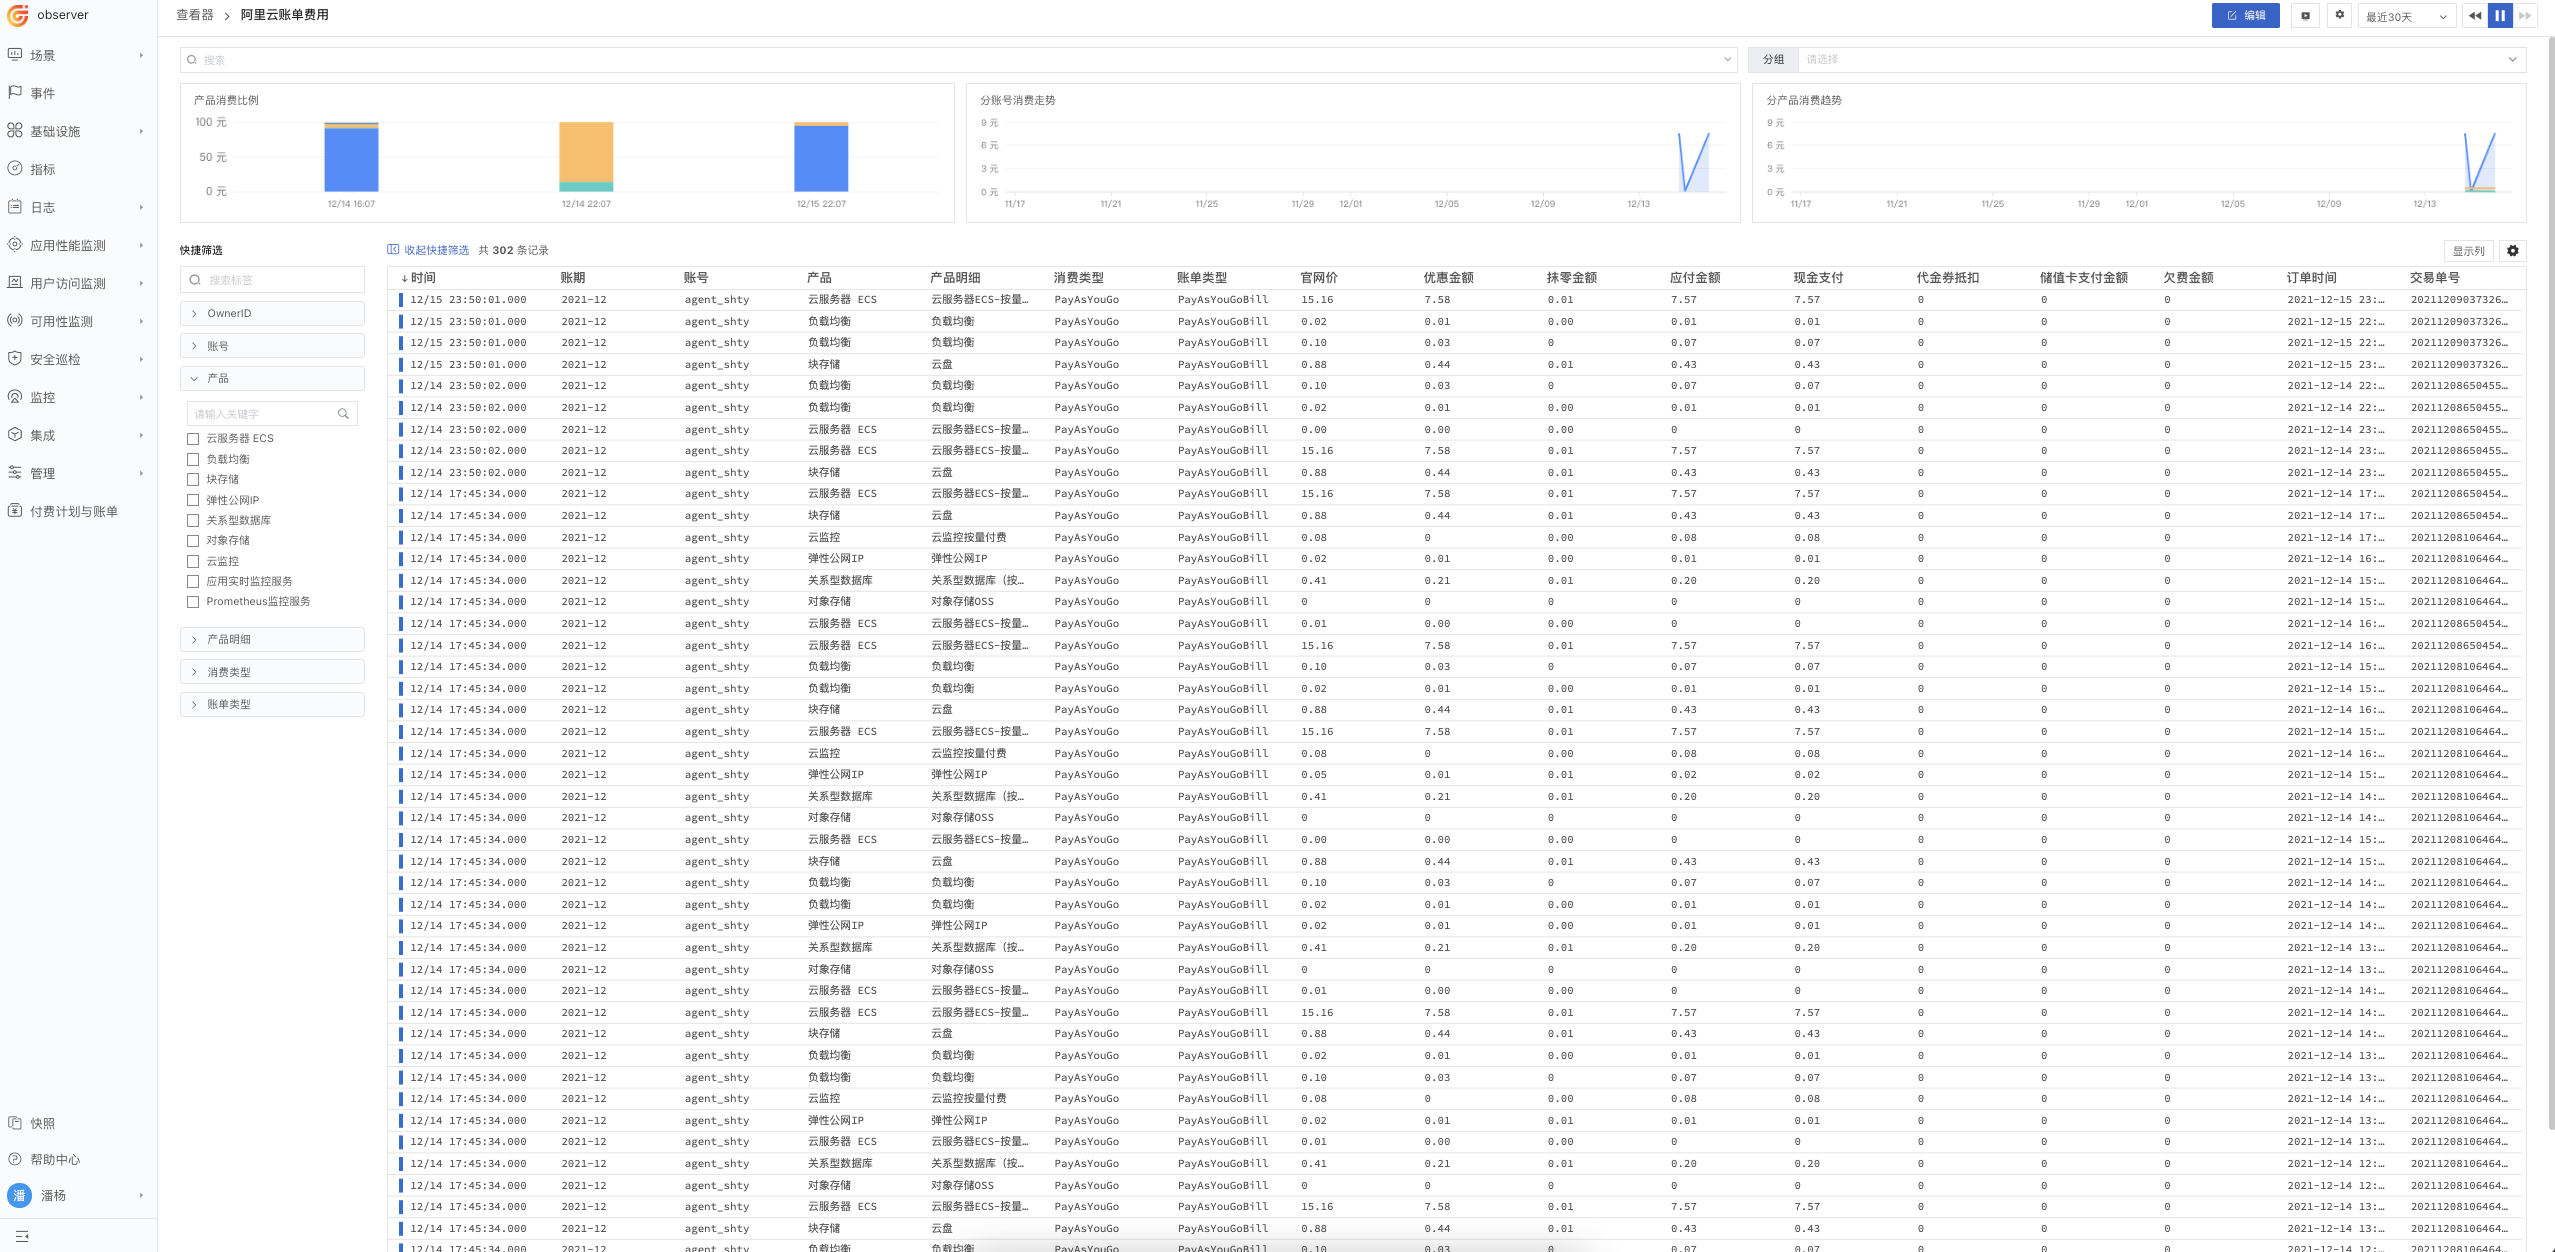 observer
场景
事件
基础设施
指标
日志
应用性能监测
用户访问监测
可用性监测
安全巡检
监控
集成
管理
付费计划与账单
快照
帮助中心
潘 潘杨
查看器 > 阿里云账单费用
编辑 最近30天
搜索
分组 请选择
产品消费比例
100 元
50 元
0 元
12/14 16:07 12/14 22:07 12/15 22:07
分账号消费走势
9 元
6 元
3 元
0 元
11/17 11/21 11/25 11/29 12/01 12/05 12/09 12/13
分产品消费趋势
9 元
6 元
3 元
0 元
11/17 11/21 11/25 11/29 12/01 12/05 12/09 12/13
快捷筛选
搜索标签
OwnerID
账号
产品
请输入关键字
云服务器 ECS
负载均衡
块存储
弹性公网IP
关系型数据库
对象存储
云监控
应用实时监控服务
Prometheus监控服务
产品明细
消费类型
账单类型
收起快捷筛选 共 302 条记录
显示列
↓时间 账期 账号 产品 产品明细 消费类型 账单类型 官网价 优惠金额 抹零金额 应付金额 现金支付 代金券抵扣 储值卡支付金额 欠费金额 订单时间 交易单号
12/15 23:50:01.000 2021-12 agent_shty 云服务器 ECS 云服务器ECS-按量… PayAsYouGo PayAsYouGoBill 15.16 7.58 0.01 7.57 7.57 0 0 0 2021-12-15 23:… 20211209037326…
12/15 23:50:01.000 2021-12 agent_shty 负载均衡 负载均衡 PayAsYouGo PayAsYouGoBill 0.02 0.01 0.00 0.01 0.01 0 0 0 2021-12-15 22:… 20211209037326…
12/15 23:50:01.000 2021-12 agent_shty 负载均衡 负载均衡 PayAsYouGo PayAsYouGoBill 0.10 0.03 0 0.07 0.07 0 0 0 2021-12-15 22:… 20211209037326…
12/15 23:50:01.000 2021-12 agent_shty 块存储 云盘 PayAsYouGo PayAsYouGoBill 0.88 0.44 0.01 0.43 0.43 0 0 0 2021-12-15 23:… 20211209037326…
12/14 23:50:02.000 2021-12 agent_shty 负载均衡 负载均衡 PayAsYouGo PayAsYouGoBill 0.10 0.03 0 0.07 0.07 0 0 0 2021-12-14 22:… 20211208650455…
12/14 23:50:02.000 2021-12 agent_shty 负载均衡 负载均衡 PayAsYouGo PayAsYouGoBill 0.02 0.01 0.00 0.01 0.01 0 0 0 2021-12-14 22:… 20211208650455…
12/14 23:50:02.000 2021-12 agent_shty 云服务器 ECS 云服务器ECS-按量… PayAsYouGo PayAsYouGoBill 0.00 0.00 0.00 0 0 0 0 0 2021-12-14 23:… 20211208650455…
12/14 23:50:02.000 2021-12 agent_shty 云服务器 ECS 云服务器ECS-按量… PayAsYouGo PayAsYouGoBill 15.16 7.58 0.01 7.57 7.57 0 0 0 2021-12-14 23:… 20211208650455…
12/14 23:50:02.000 2021-12 agent_shty 块存储 云盘 PayAsYouGo PayAsYouGoBill 0.88 0.44 0.01 0.43 0.43 0 0 0 2021-12-14 23:… 20211208650455…
12/14 17:45:34.000 2021-12 agent_shty 云服务器 ECS 云服务器ECS-按量… PayAsYouGo PayAsYouGoBill 15.16 7.58 0.01 7.57 7.57 0 0 0 2021-12-14 17:… 20211208650454…
12/14 17:45:34.000 2021-12 agent_shty 块存储 云盘 PayAsYouGo PayAsYouGoBill 0.88 0.44 0.01 0.43 0.43 0 0 0 2021-12-14 17:… 20211208650454…
12/14 17:45:34.000 2021-12 agent_shty 云监控 云监控按量付费 PayAsYouGo PayAsYouGoBill 0.08 0 0.00 0.08 0.08 0 0 0 2021-12-14 17:… 20211208106464…
12/14 17:45:34.000 2021-12 agent_shty 弹性公网IP 弹性公网IP PayAsYouGo PayAsYouGoBill 0.02 0.01 0.00 0.01 0.01 0 0 0 2021-12-14 16:… 20211208106464…
12/14 17:45:34.000 2021-12 agent_shty 关系型数据库 关系型数据库（按… PayAsYouGo PayAsYouGoBill 0.41 0.21 0.01 0.20 0.20 0 0 0 2021-12-14 15:… 20211208106464…
12/14 17:45:34.000 2021-12 agent_shty 对象存储 对象存储OSS PayAsYouGo PayAsYouGoBill 0 0 0 0 0 0 0 0 2021-12-14 15:… 20211208106464…
12/14 17:45:34.000 2021-12 agent_shty 云服务器 ECS 云服务器ECS-按量… PayAsYouGo PayAsYouGoBill 0.01 0.00 0.00 0 0 0 0 0 2021-12-14 16:… 20211208650454…
12/14 17:45:34.000 2021-12 agent_shty 云服务器 ECS 云服务器ECS-按量… PayAsYouGo PayAsYouGoBill 15.16 7.58 0.01 7.57 7.57 0 0 0 2021-12-14 16:… 20211208650454…
12/14 17:45:34.000 2021-12 agent_shty 负载均衡 负载均衡 PayAsYouGo PayAsYouGoBill 0.10 0.03 0 0.07 0.07 0 0 0 2021-12-14 15:… 20211208106464…
12/14 17:45:34.000 2021-12 agent_shty 负载均衡 负载均衡 PayAsYouGo PayAsYouGoBill 0.02 0.01 0.00 0.01 0.01 0 0 0 2021-12-14 15:… 20211208106464…
12/14 17:45:34.000 2021-12 agent_shty 块存储 云盘 PayAsYouGo PayAsYouGoBill 0.88 0.44 0.01 0.43 0.43 0 0 0 2021-12-14 16:… 20211208106464…
12/14 17:45:34.000 2021-12 agent_shty 云服务器 ECS 云服务器ECS-按量… PayAsYouGo PayAsYouGoBill 15.16 7.58 0.01 7.57 7.57 0 0 0 2021-12-14 15:… 20211208106464…
12/14 17:45:34.000 2021-12 agent_shty 云监控 云监控按量付费 PayAsYouGo PayAsYouGoBill 0.08 0 0.00 0.08 0.08 0 0 0 2021-12-14 16:… 20211208106464…
12/14 17:45:34.000 2021-12 agent_shty 弹性公网IP 弹性公网IP PayAsYouGo PayAsYouGoBill 0.05 0.01 0.01 0.02 0.02 0 0 0 2021-12-14 15:… 20211208106464…
12/14 17:45:34.000 2021-12 agent_shty 关系型数据库 关系型数据库（按… PayAsYouGo PayAsYouGoBill 0.41 0.21 0.01 0.20 0.20 0 0 0 2021-12-14 14:… 20211208106464…
12/14 17:45:34.000 2021-12 agent_shty 对象存储 对象存储OSS PayAsYouGo PayAsYouGoBill 0 0 0 0 0 0 0 0 2021-12-14 14:… 20211208106464…
12/14 17:45:34.000 2021-12 agent_shty 云服务器 ECS 云服务器ECS-按量… PayAsYouGo PayAsYouGoBill 0.00 0.00 0.00 0 0 0 0 0 2021-12-14 15:… 20211208106464…
12/14 17:45:34.000 2021-12 agent_shty 块存储 云盘 PayAsYouGo PayAsYouGoBill 0.88 0.44 0.01 0.43 0.43 0 0 0 2021-12-14 15:… 20211208106464…
12/14 17:45:34.000 2021-12 agent_shty 负载均衡 负载均衡 PayAsYouGo PayAsYouGoBill 0.10 0.03 0 0.07 0.07 0 0 0 2021-12-14 14:… 20211208106464…
12/14 17:45:34.000 2021-12 agent_shty 负载均衡 负载均衡 PayAsYouGo PayAsYouGoBill 0.02 0.01 0.00 0.01 0.01 0 0 0 2021-12-14 14:… 20211208106464…
12/14 17:45:34.000 2021-12 agent_shty 弹性公网IP 弹性公网IP PayAsYouGo PayAsYouGoBill 0.02 0.01 0.00 0.01 0.01 0 0 0 2021-12-14 14:… 20211208106464…
12/14 17:45:34.000 2021-12 agent_shty 关系型数据库 关系型数据库（按… PayAsYouGo PayAsYouGoBill 0.41 0.21 0.01 0.20 0.20 0 0 0 2021-12-14 13:… 20211208106464…
12/14 17:45:34.000 2021-12 agent_shty 对象存储 对象存储OSS PayAsYouGo PayAsYouGoBill 0 0 0 0 0 0 0 0 2021-12-14 13:… 20211208106464…
12/14 17:45:34.000 2021-12 agent_shty 云服务器 ECS 云服务器ECS-按量… PayAsYouGo PayAsYouGoBill 0.01 0.00 0.00 0 0 0 0 0 2021-12-14 14:… 20211208106464…
12/14 17:45:34.000 2021-12 agent_shty 云服务器 ECS 云服务器ECS-按量… PayAsYouGo PayAsYouGoBill 15.16 7.58 0.01 7.57 7.57 0 0 0 2021-12-14 14:… 20211208106464…
12/14 17:45:34.000 2021-12 agent_shty 块存储 云盘 PayAsYouGo PayAsYouGoBill 0.88 0.44 0.01 0.43 0.43 0 0 0 2021-12-14 14:… 20211208106464…
12/14 17:45:34.000 2021-12 agent_shty 负载均衡 负载均衡 PayAsYouGo PayAsYouGoBill 0.02 0.01 0.00 0.01 0.01 0 0 0 2021-12-14 13:… 20211208106464…
12/14 17:45:34.000 2021-12 agent_shty 负载均衡 负载均衡 PayAsYouGo PayAsYouGoBill 0.10 0.03 0 0.07 0.07 0 0 0 2021-12-14 13:… 20211208106464…
12/14 17:45:34.000 2021-12 agent_shty 云监控 云监控按量付费 PayAsYouGo PayAsYouGoBill 0.08 0 0.00 0.08 0.08 0 0 0 2021-12-14 14:… 20211208106464…
12/14 17:45:34.000 2021-12 agent_shty 弹性公网IP 弹性公网IP PayAsYouGo PayAsYouGoBill 0.02 0.01 0.01 0.01 0.01 0 0 0 2021-12-14 13:… 20211208106464…
12/14 17:45:34.000 2021-12 agent_shty 云服务器 ECS 云服务器ECS-按量… PayAsYouGo PayAsYouGoBill 0.01 0.00 0.00 0 0 0 0 0 2021-12-14 13:… 20211208106464…
12/14 17:45:34.000 2021-12 agent_shty 关系型数据库 关系型数据库（按… PayAsYouGo PayAsYouGoBill 0.41 0.21 0.01 0.20 0.20 0 0 0 2021-12-14 12:… 20211208106464…
12/14 17:45:34.000 2021-12 agent_shty 对象存储 对象存储OSS PayAsYouGo PayAsYouGoBill 0 0 0 0 0 0 0 0 2021-12-14 12:… 20211208106464…
12/14 17:45:34.000 2021-12 agent_shty 云服务器 ECS 云服务器ECS-按量… PayAsYouGo PayAsYouGoBill 15.16 7.58 0.01 7.57 7.57 0 0 0 2021-12-14 13:… 20211208106464…
12/14 17:45:34.000 2021-12 agent_shty 块存储 云盘 PayAsYouGo PayAsYouGoBill 0.88 0.44 0.01 0.43 0.43 0 0 0 2021-12-14 13:… 20211208106464…
12/14 17:45:34.000 2021-12 agent_shty 负载均衡 负载均衡 PayAsYouGo PayAsYouGoBill 0.10 0.03 0 0.07 0.07 0 0 0 2021-12-14 12:… 20211208106464…